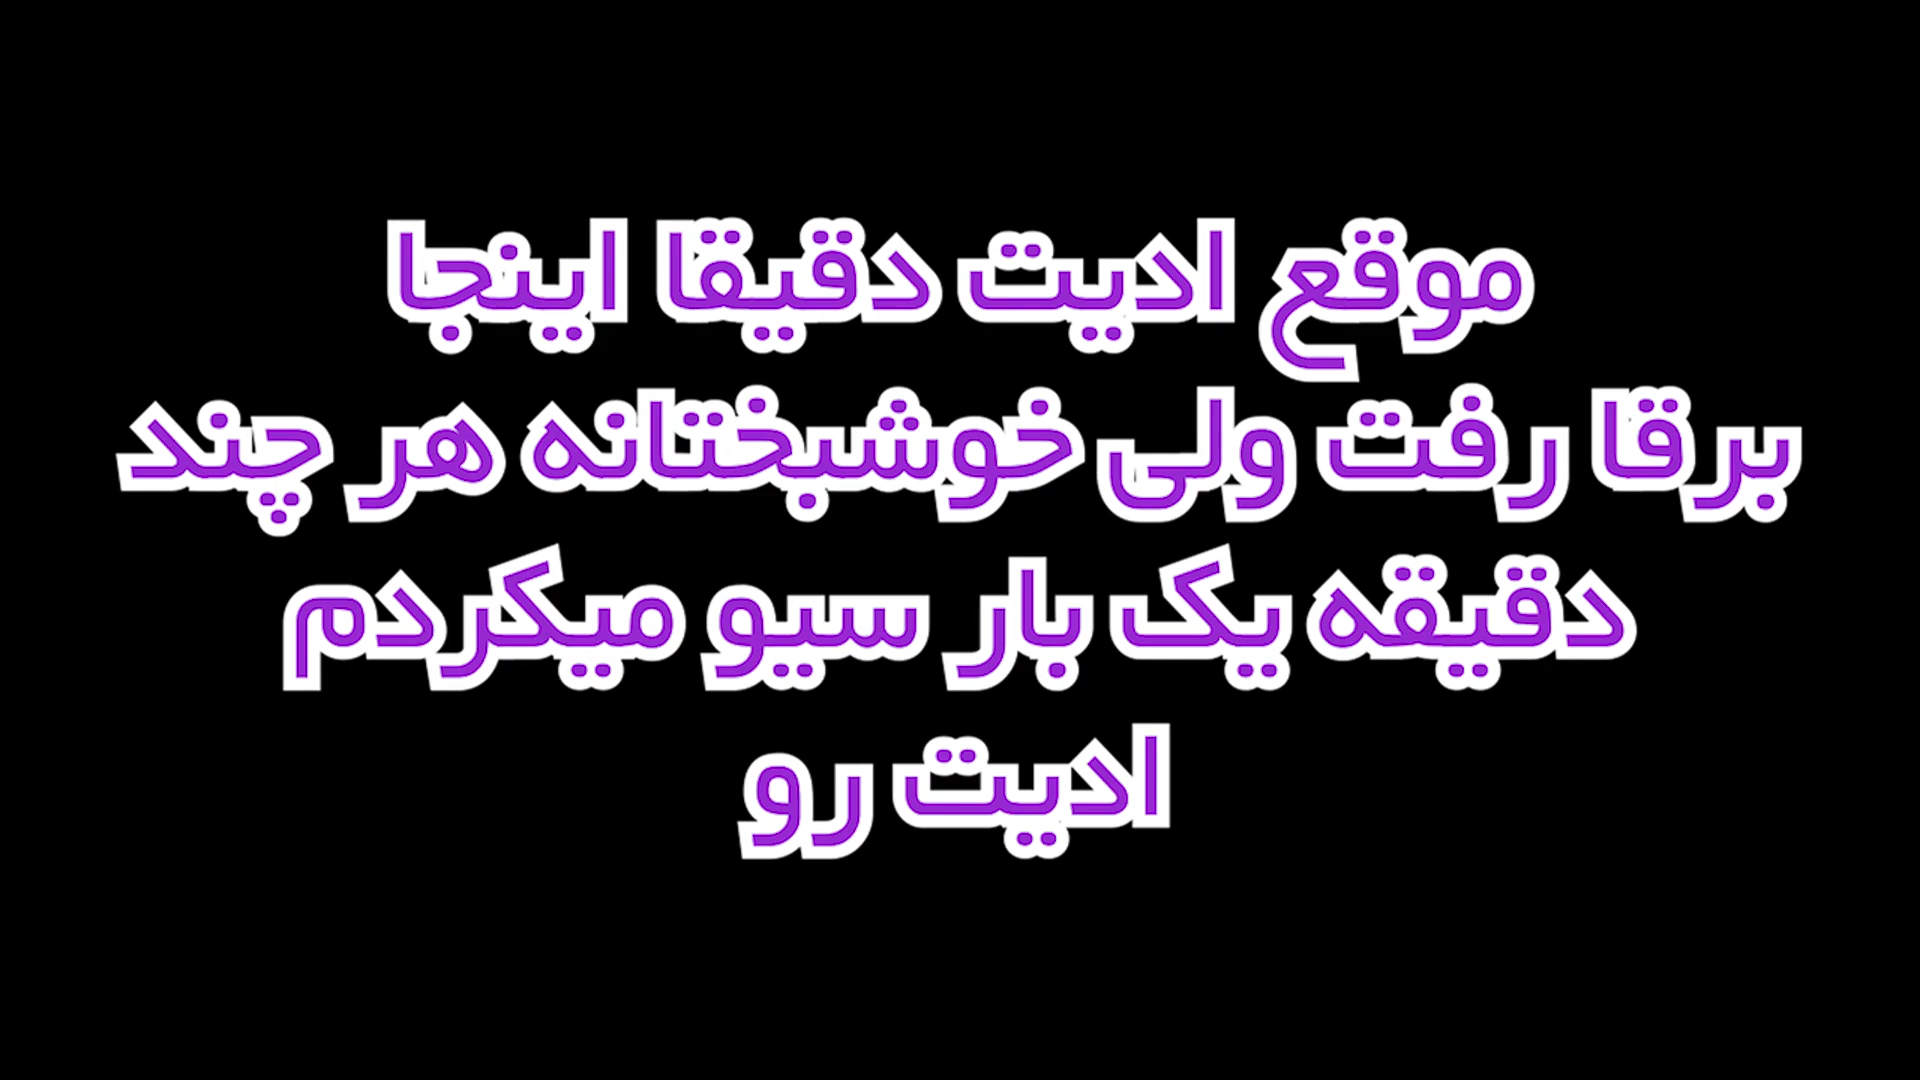 موقع ادیت دقیقا اینجا
برقا رفت ولی خوشبختانه هر چند
دقیقه یک بار سیو میکردم
ادیت رو